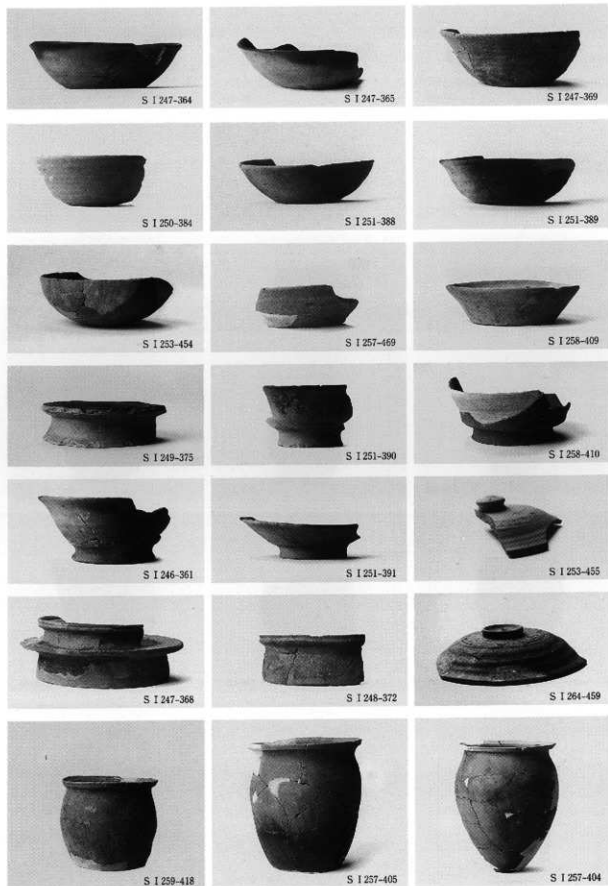 S I 247-364
S I 247-365
S I 247-369
S I 250-384
S I 251-388
S I 251-389
S I 253-454
S I 257-469
S I 258-409
S I 249-375
S I 251-390
S I 258-410
S I 246-361
S I 251-391
S I 253-455
S I 247-368
S I 248-372
S I 264-459
S I 259-418
S I 257-405
S I 257-404